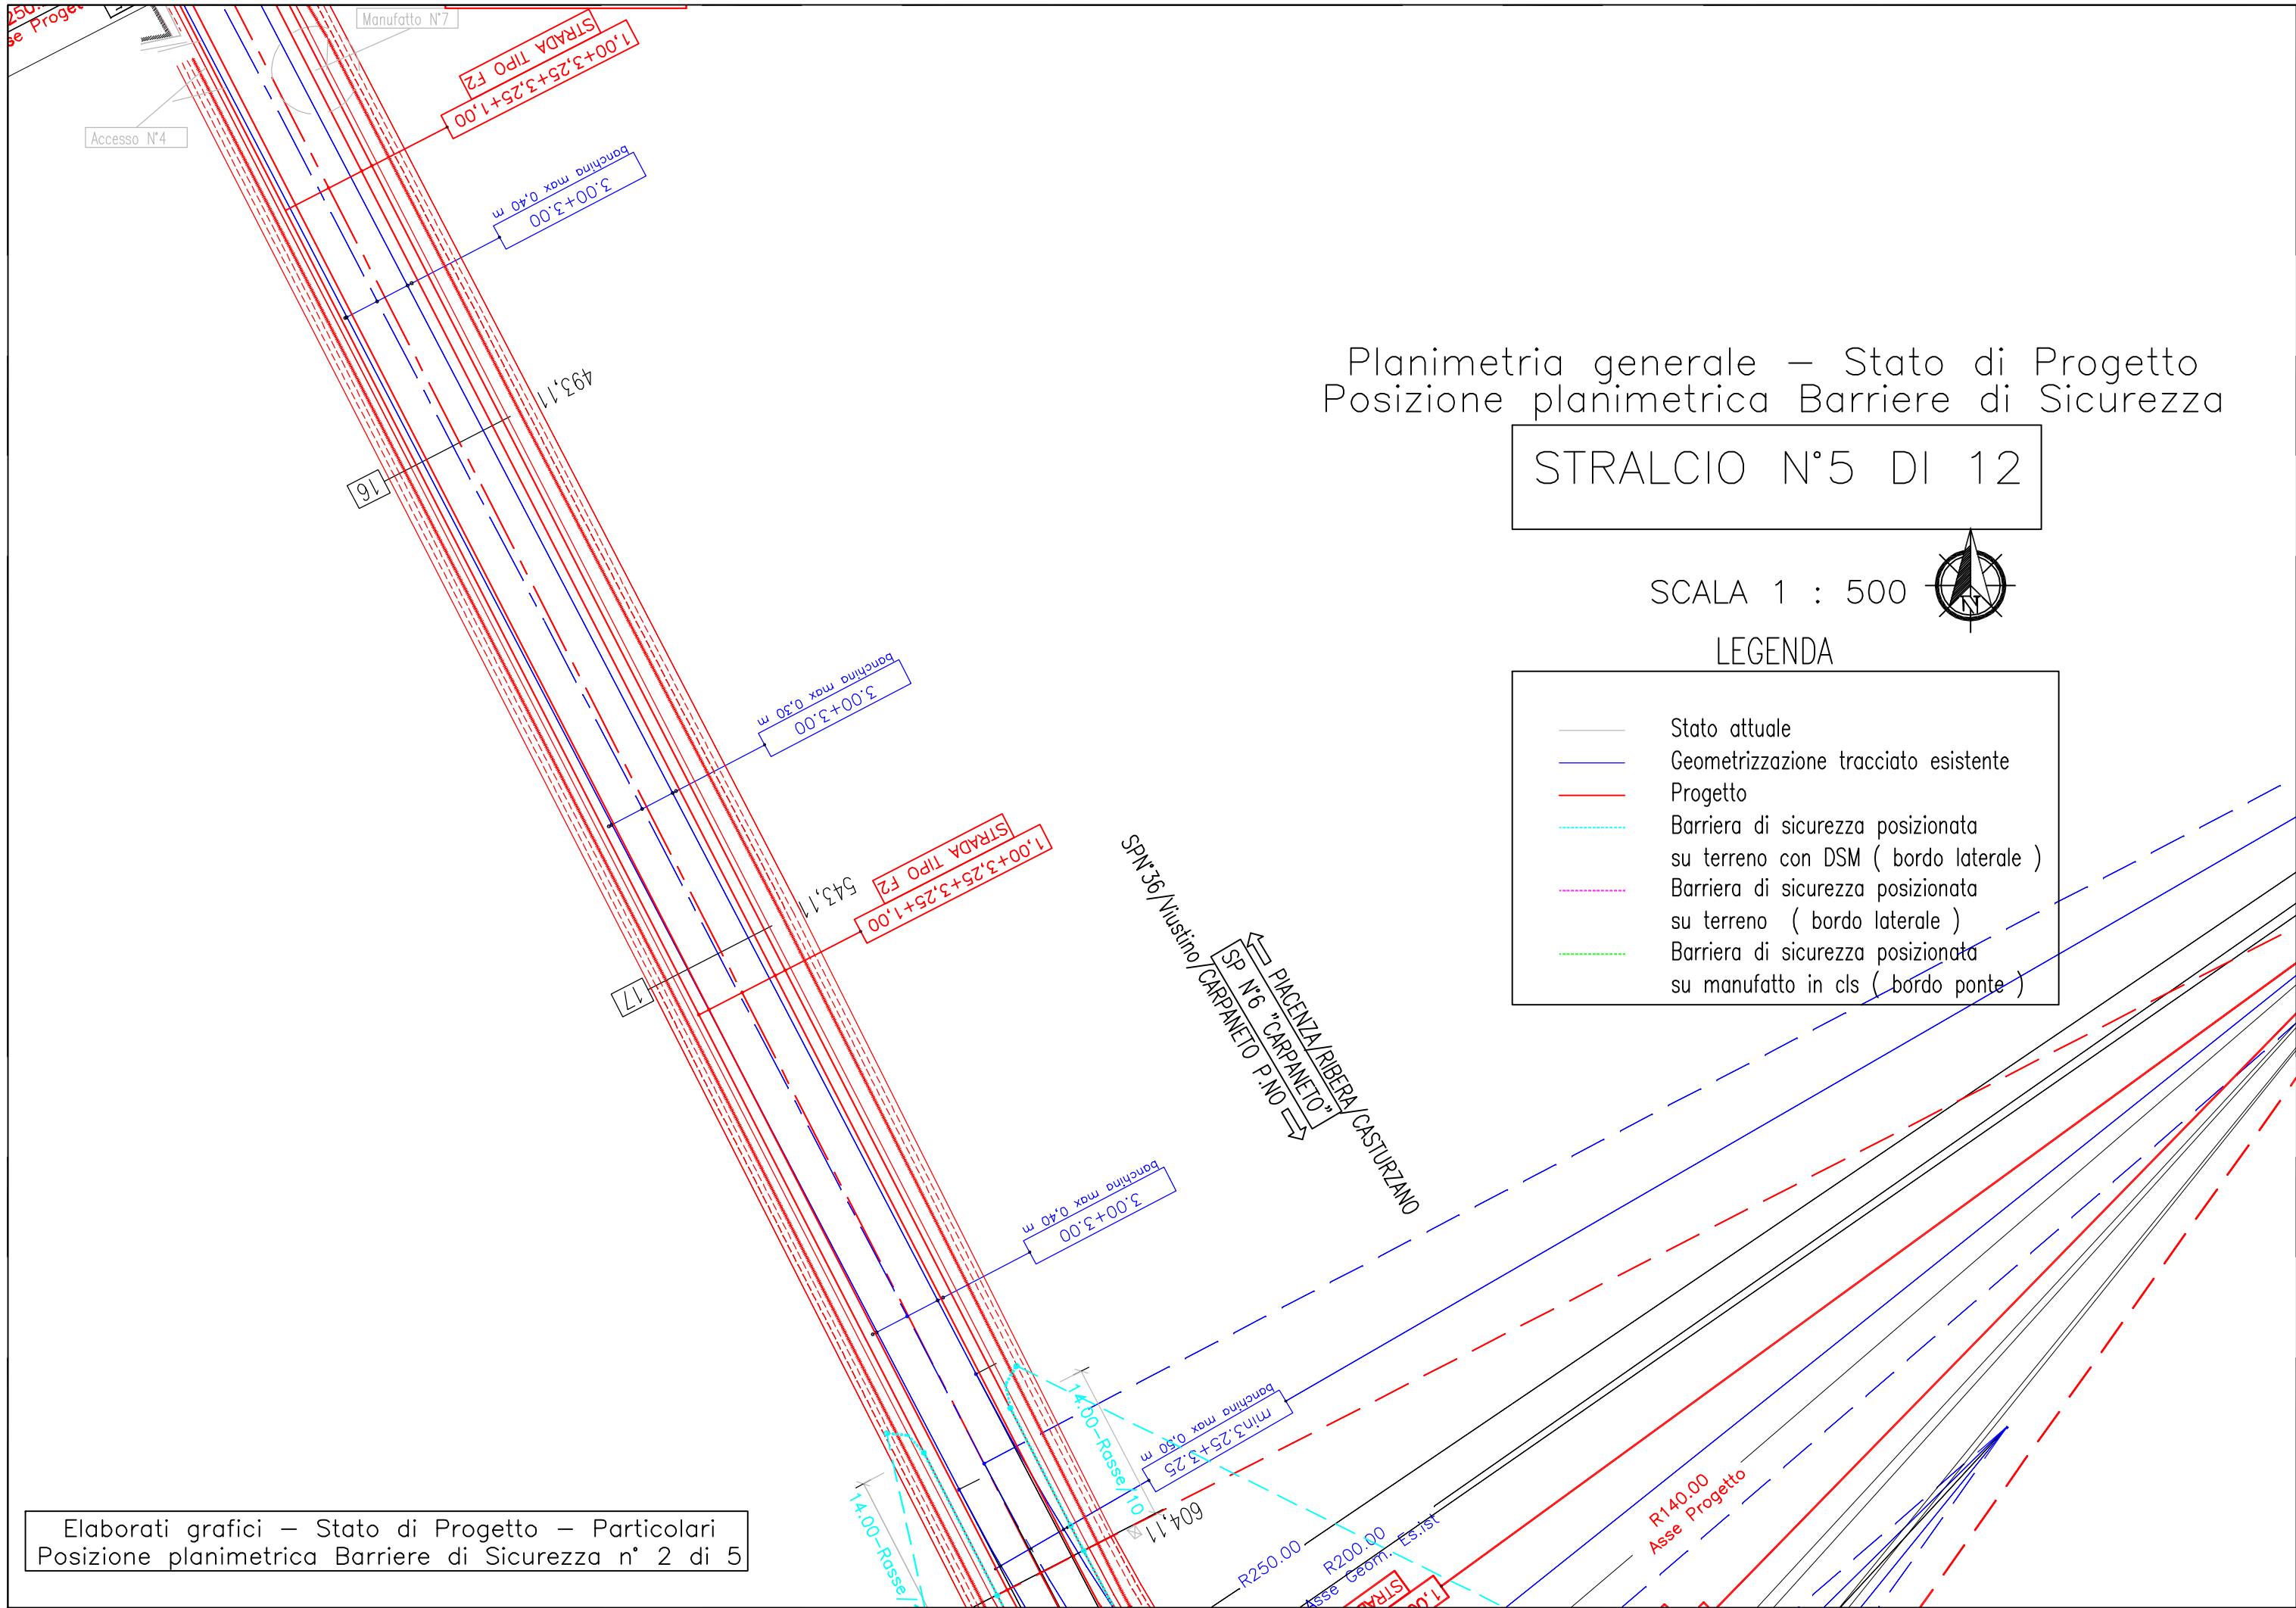 250.
se Proget
Manufatto N°7
Accesso N°4
STRADA TIPO F2
1,00+3,25+3,25+1,00
banchina max 0,40 m
3.00+3.00
493,11
16
banchina max 0,30 m
3.00+3.00
STRADA TIPO F2
1,00+3,25+3,25+1,00
543,11
17
banchina max 0,40 m
3.00+3.00
banchina max 0,50 m
min3.25+3.25
604,11
14.00-Rasse/10
14.00-Rasse/
SPN°36/Viustino/CARPANETO P.NO
SP N°6 "CARPANETO"
PIACENZA/RIBERA/CASTURZANO
Planimetria generale – Stato di Progetto
Posizione planimetrica Barriere di Sicurezza
STRALCIO N°5 DI 12
SCALA 1 : 500
N
LEGENDA
Stato attuale
Geometrizzazione tracciato esistente
Progetto
Barriera di sicurezza posizionata
su terreno con DSM ( bordo laterale )
Barriera di sicurezza posizionata
su terreno ( bordo laterale )
Barriera di sicurezza posizionata
su manufatto in cls ( bordo ponte )
R250.00
R200.00
Asse Geom. Es.ist
R140.00
Asse Progetto
STRA
1,00
Elaborati grafici – Stato di Progetto – Particolari
Posizione planimetrica Barriere di Sicurezza n° 2 di 5